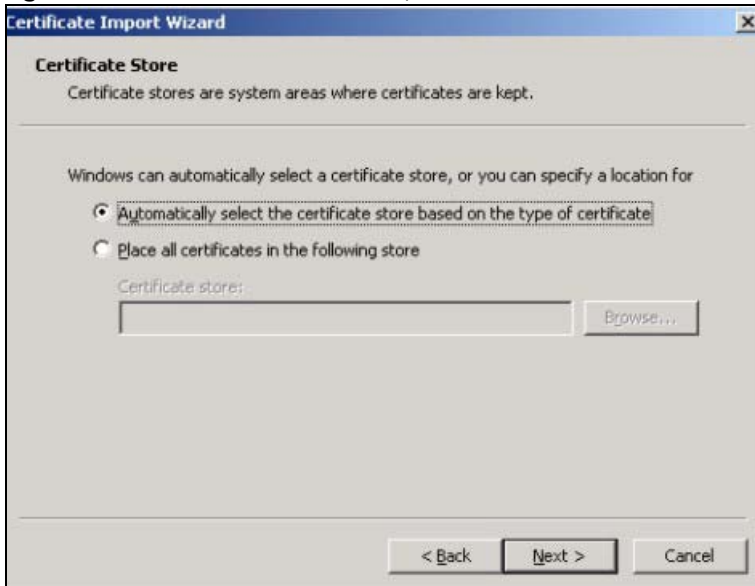 Certificate Import Wizard
Certificate Store
Certificate stores are system areas where certificates are kept.
Windows can automatically select a certificate store, or you can specify a location for
Automatically select the certificate store based on the type of certificate
Place all certificates in the following store
Certificate store:
Browse...
< Back Next > Cancel